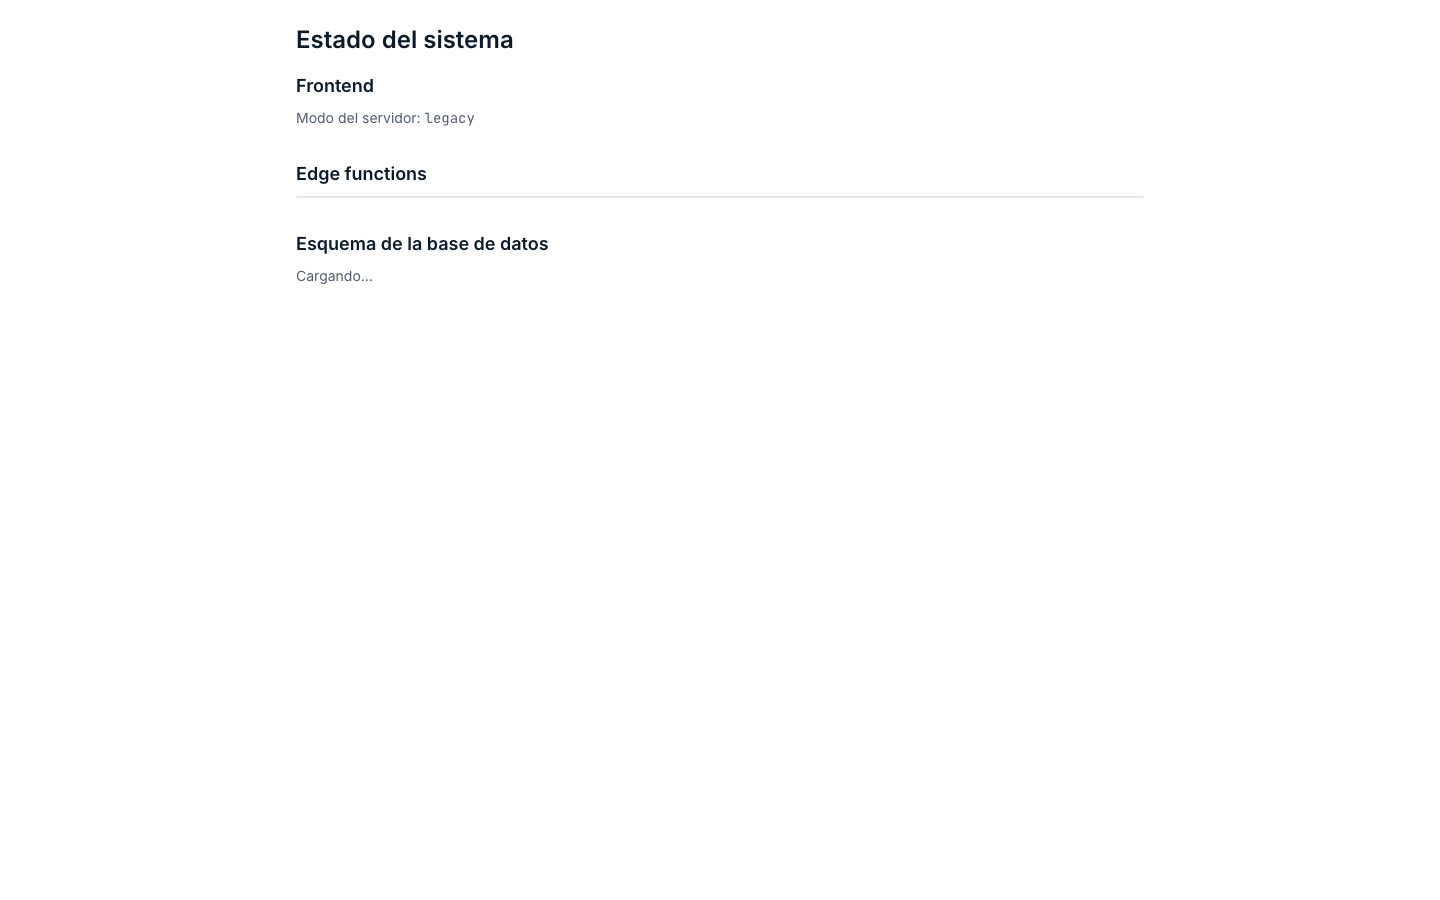 Estado del sistema
Frontend
Modo del servidor: legacy
Edge functions
Esquema de la base de datos
Cargando...